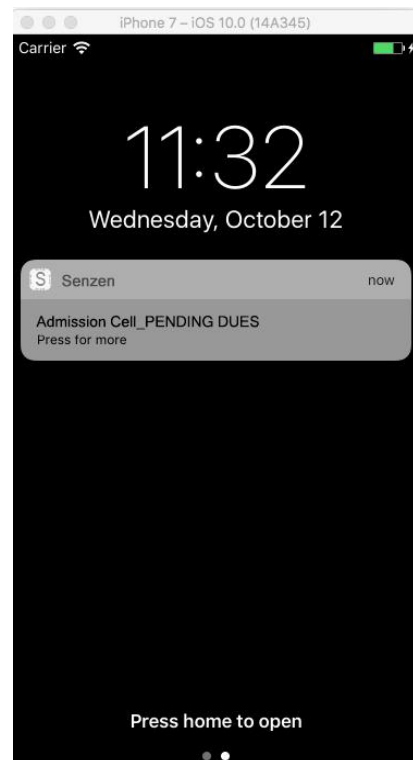 iPhone 7 – iOS 10.0 (14A345)
Carrier
11:32
Wednesday, October 12
S Senzen now
Admission Cell_PENDING DUES
Press for more
Press home to open